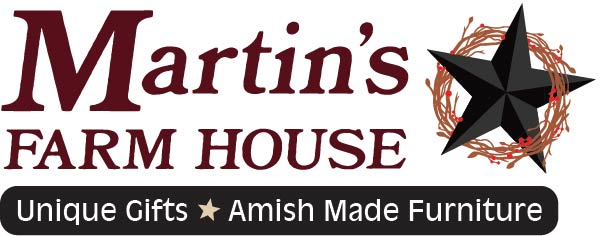 Martin's
FARM HOUSE
Unique Gifts ★ Amish Made Furniture